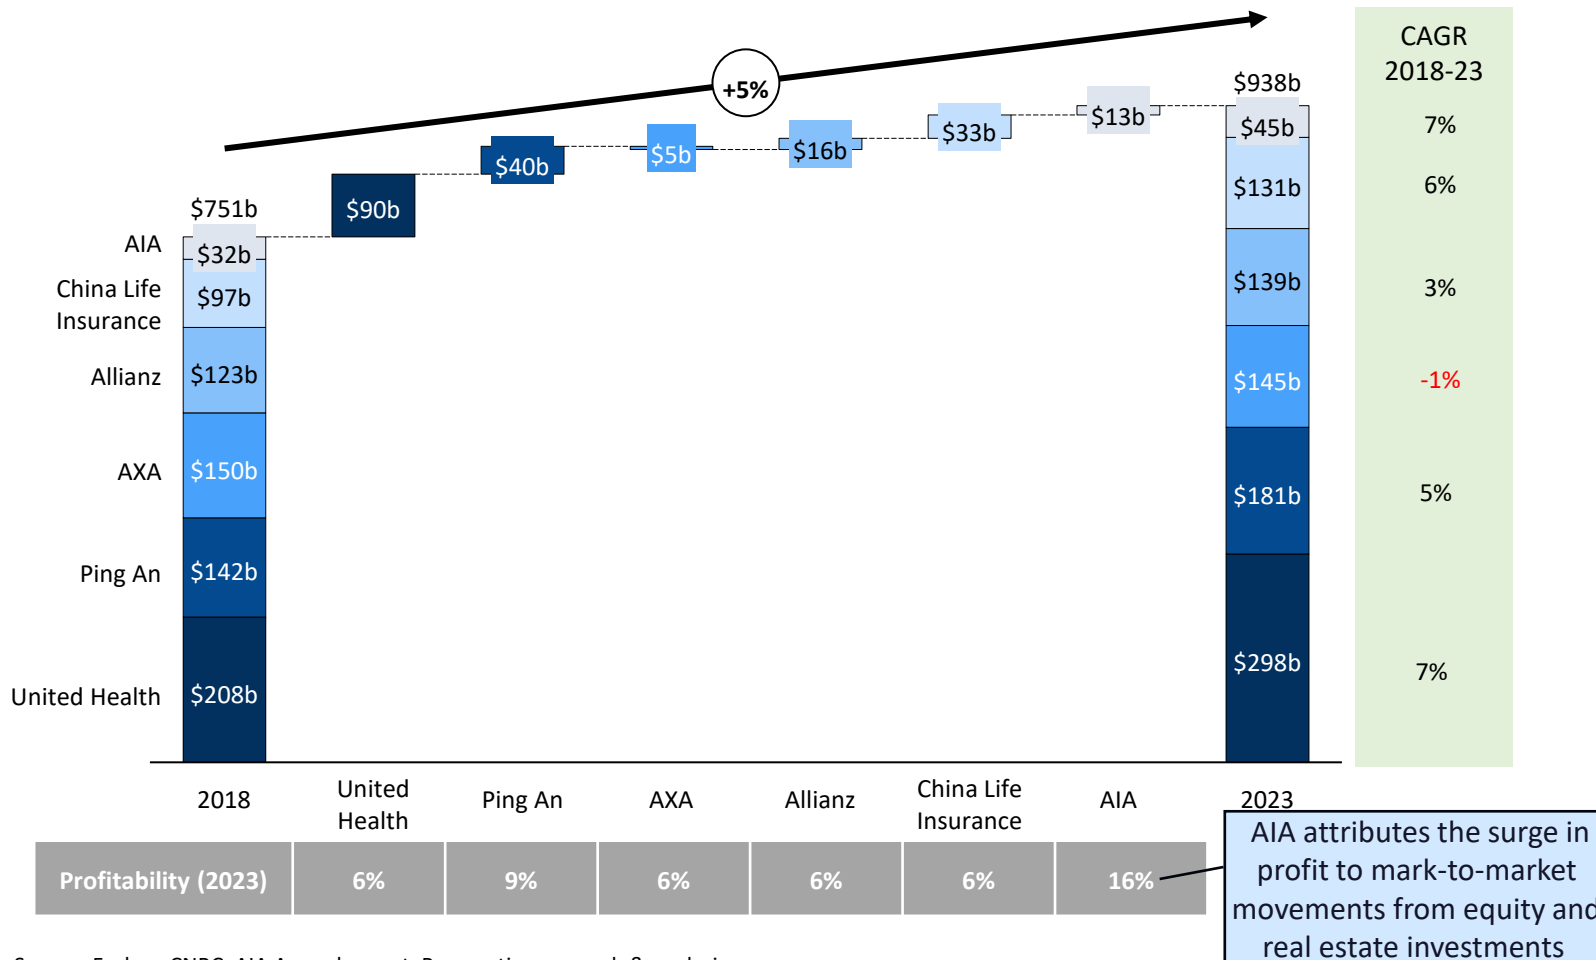 CAGR
2018-23
+5%
$938b
$751b
$90b
$40b
$5b
$16b
$33b
$13b
$45b
7%
AIA
$32b
$131b
6%
China Life
Insurance
$97b
$139b
3%
Allianz
$123b
$145b
-1%
AXA
$150b
$181b
5%
Ping An
$142b
$298b
7%
United Health
$208b
2018
United
Health
Ping An
AXA
Allianz
China Life
Insurance
AIA
2023
Profitability (2023)
6%
9%
6%
6%
6%
16%
AIA attributes the surge in
profit to mark-to-market
movements from equity and
real estate investments